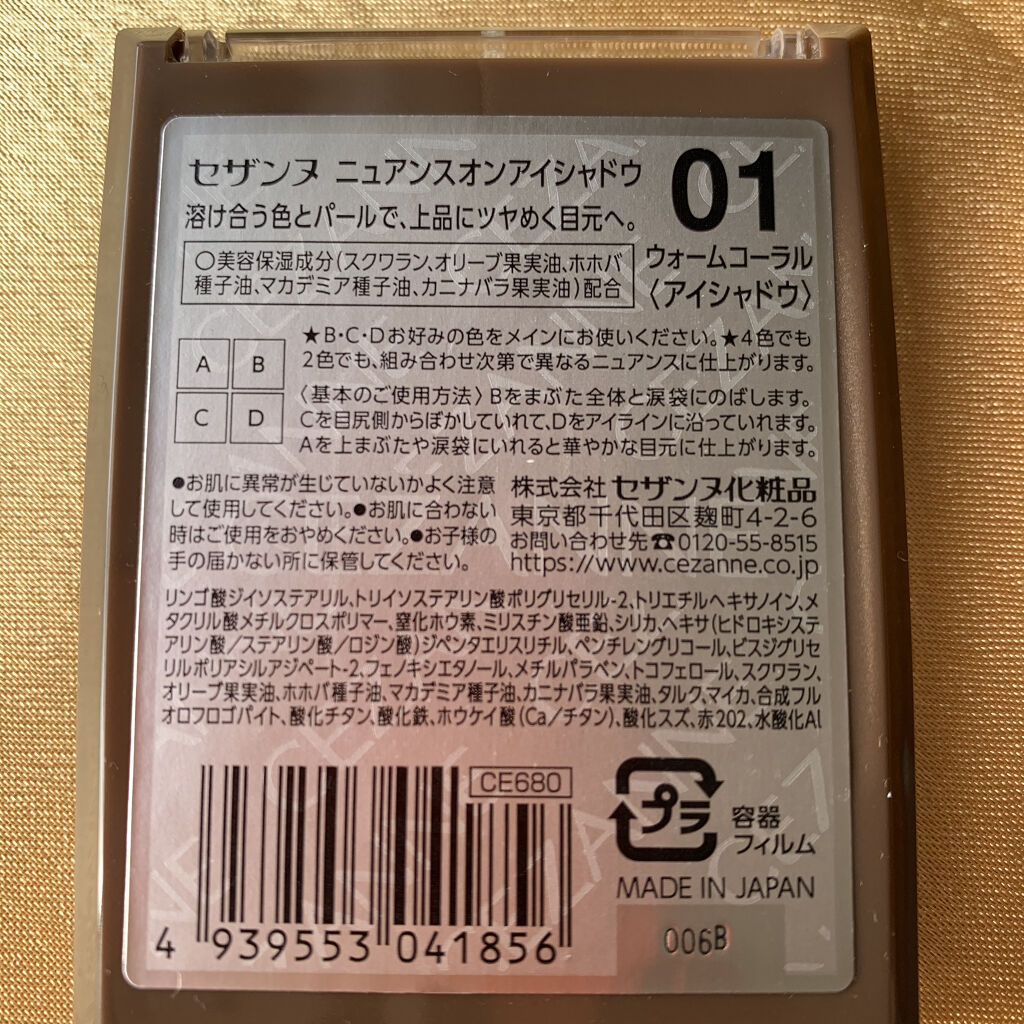 セザンヌ ニュアンスオンアイシャドウ
溶け合う色とパールで、上品にツヤめく目元へ。
01
ウォームコーラル
〈アイシャドウ〉
○美容保湿成分(スクワラン、オリーブ果実油、ホホバ
種子油、マカデミア種子油、カニナバラ果実油)配合
A B
C D
★B・C・Dお好みの色をメインにお使いください。★4色でも
2色でも、組み合わせ次第で異なるニュアンスに仕上がります。
〈基本のご使用方法〉Bをまぶた全体と涙袋にのばします。
Cを目尻側からぼかしていれて、Dをアイラインに沿っていれます。
Aを上まぶたや涙袋にいれると華やかな目元に仕上がります。
●お肌に異常が生じていないかよく注意
して使用してください。●お肌に合わない
時はご使用をおやめください。●お子様の
手の届かない所に保管してください。
株式会社 セザンヌ化粧品
東京都千代田区麹町4-2-6
お問い合わせ先☎0120-55-8515
https://www.cezanne.co.jp
リンゴ酸ジイソステアリル、トリイソステアリン酸ポリグリセリル-2、トリエチルヘキサノイン、メ
タクリル酸メチルクロスポリマー、窒化ホウ素、ミリスチン酸亜鉛、シリカ、ヘキサ(ヒドロキシステ
アリン酸/ステアリン酸/ロジン酸)ジペンタエリスリチル、ペンチレングリコール、ビスジグリセ
リルポリアシルアジペート-2、フェノキシエタノール、メチルパラベン、トコフェロール、スクワラン、
オリーブ果実油、ホホバ種子油、マカデミア種子油、カニナバラ果実油、タルク、マイカ、合成フル
オロフロゴパイト、酸化チタン、酸化鉄、ホウケイ酸(Ca/チタン)、酸化スズ、赤202、水酸化Al
CE680
4 939553 041856
プラ
容器
フィルム
MADE IN JAPAN
006B